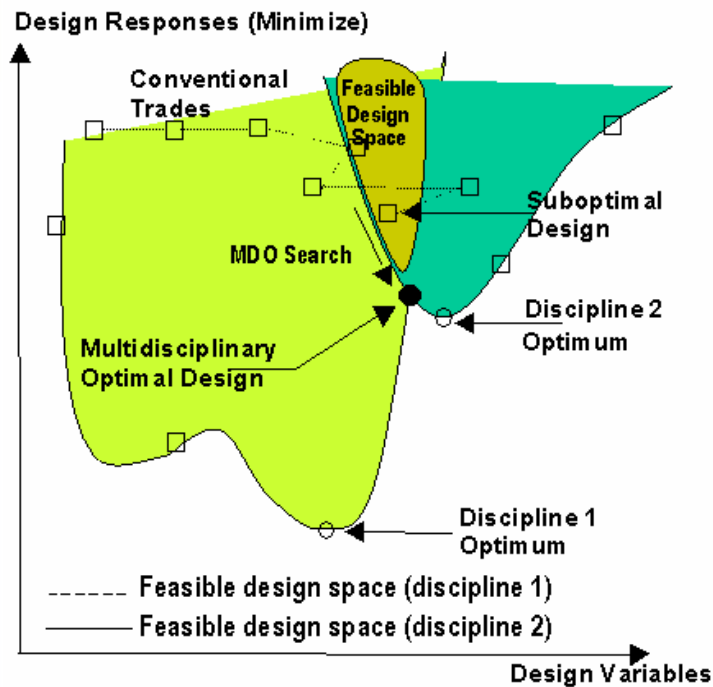 Design Responses (Minimize)
Conventional
Trades
Feasible
Design
Space
Suboptimal
Design
MDO Search
Discipline 2
Optimum
Multidisciplinary
Optimal Design
Discipline 1
Optimum
Feasible design space (discipline 1)
Feasible design space (discipline 2)
Design Variables